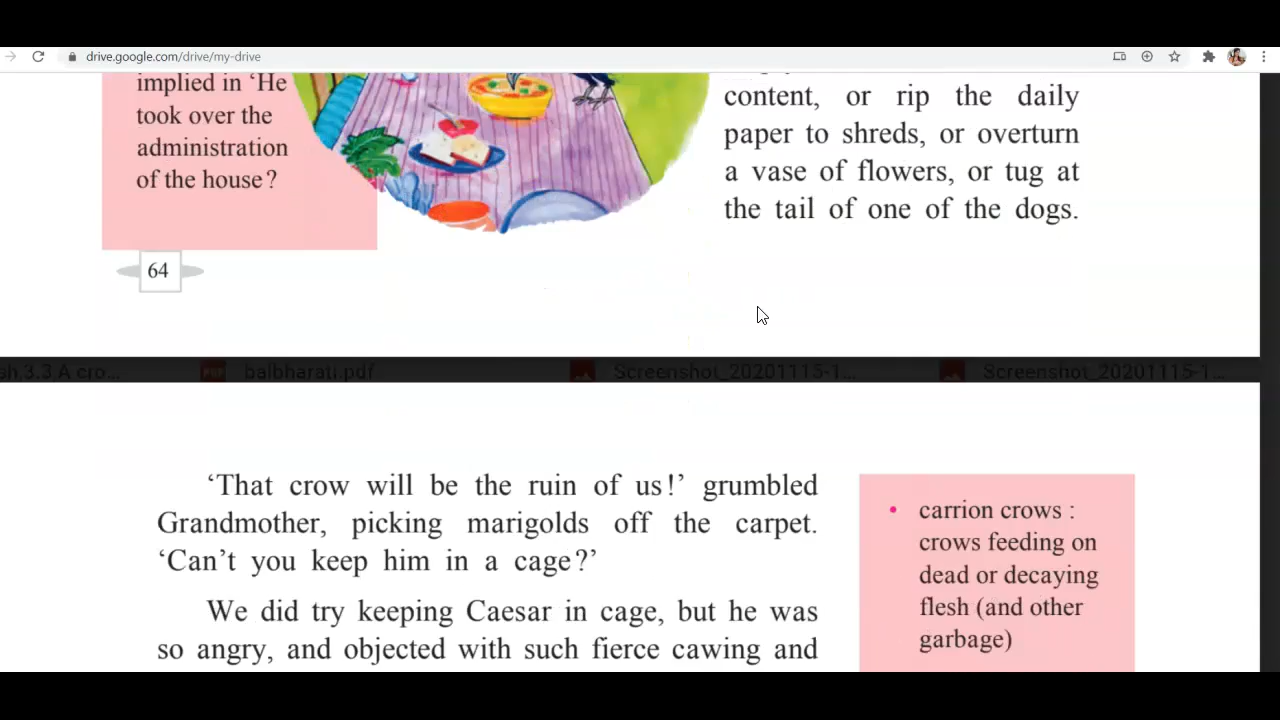 drive.google.com/drive/my-drive
implied in ‘He
took over the
administration
of the house?
content, or rip the daily
paper to shreds, or overturn
a vase of flowers, or tug at
the tail of one of the dogs.
64
sh.3.3 A cro... balbharati.pdf Screenshot_20201115-1... Screenshot_20201115-1...
‘That crow will be the ruin of us!’ grumbled
Grandmother, picking marigolds off the carpet.
‘Can’t you keep him in a cage?’
We did try keeping Caesar in cage, but he was
so angry, and objected with such fierce cawing and
• carrion crows :
crows feeding on
dead or decaying
flesh (and other
garbage)